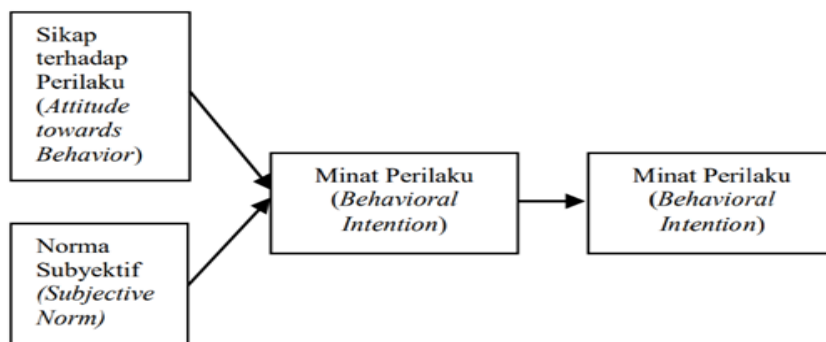 Sikap
terhadap
Perilaku
(Attitude
towards
Behavior)
Norma
Subyektif
(Subjective
Norm)
Minat Perilaku
(Behavioral
Intention)
Minat Perilaku
(Behavioral
Intention)